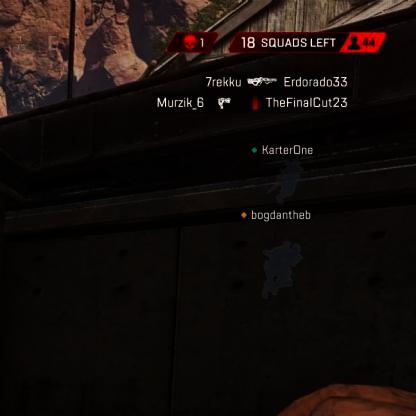 1 18 SQUADS LEFT 44
7rekku Erdorado33
Murzik_6 TheFinalCut23
KarterOne
bogdantheb